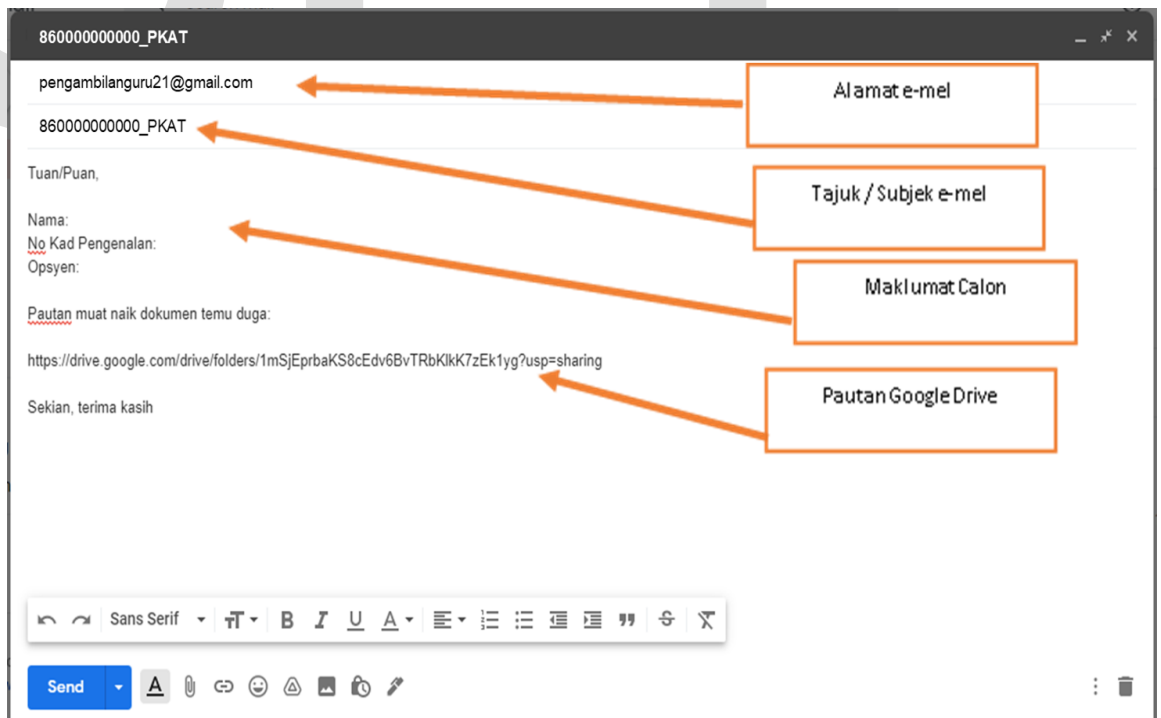 860000000000_PKAT
pengambilanguru21@gmail.com
Alamat e-mel
860000000000_PKAT
Tajuk / Subjek e-mel
Tuan/Puan,
Nama:
No Kad Pengenalan:
Opsyen:
Maklumat Calon
Pautan muat naik dokumen temu duga:
https://drive.google.com/drive/folders/1mSjEprbaKS8cEdv6BvTRbKlkK7zEk1yg?usp=sharing
Pautan Google Drive
Sekian, terima kasih
Sans Serif
Send